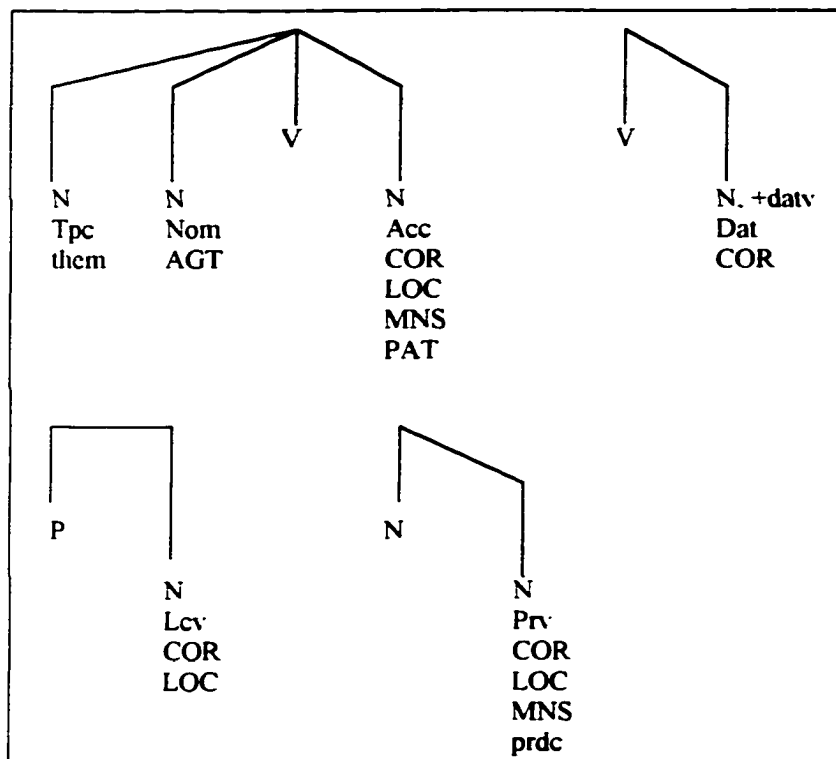 V V
N N N N. +datv
Tpc Nom Acc Dat
them AGT COR COR
LOC
MNS
PAT
P N
N N
Lcv Prv
COR COR
LOC LOC
MNS
prdc